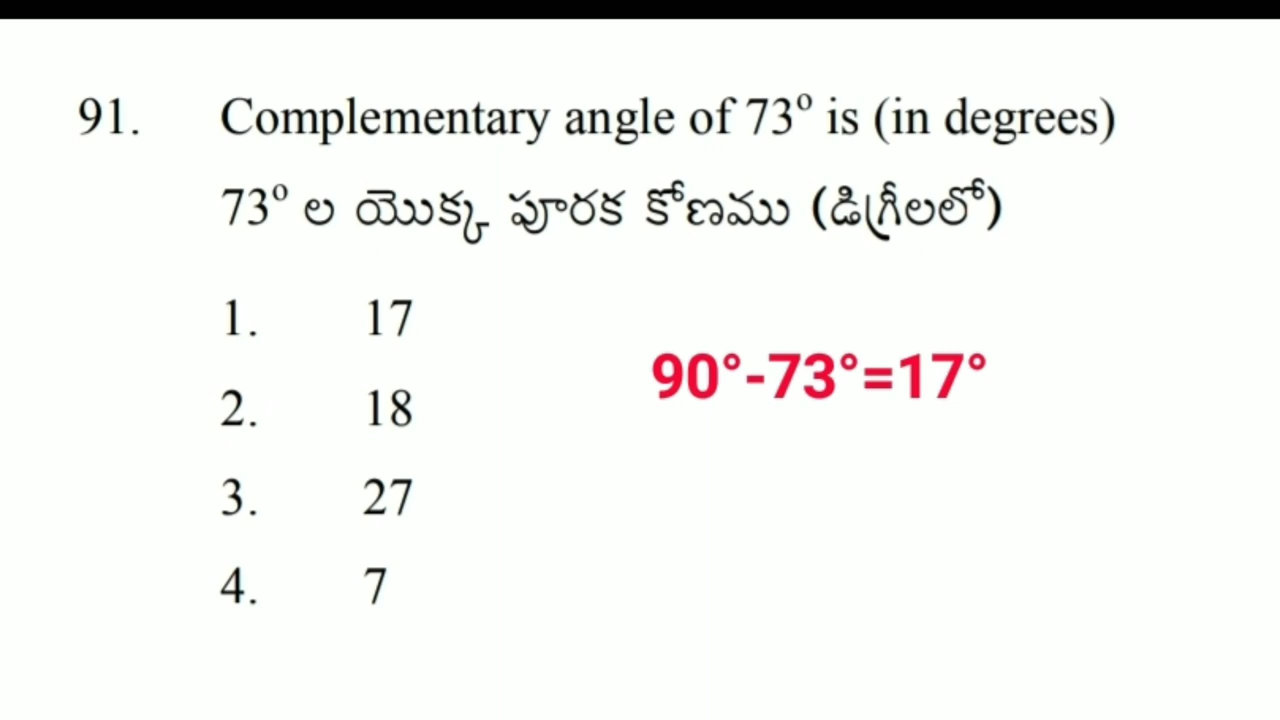 91. Complementary angle of 73° is (in degrees)
73° ల యొక్క పూరక కోణము (డిగ్రీలలో)
1. 17
90°-73°=17°
2. 18
3. 27
4. 7